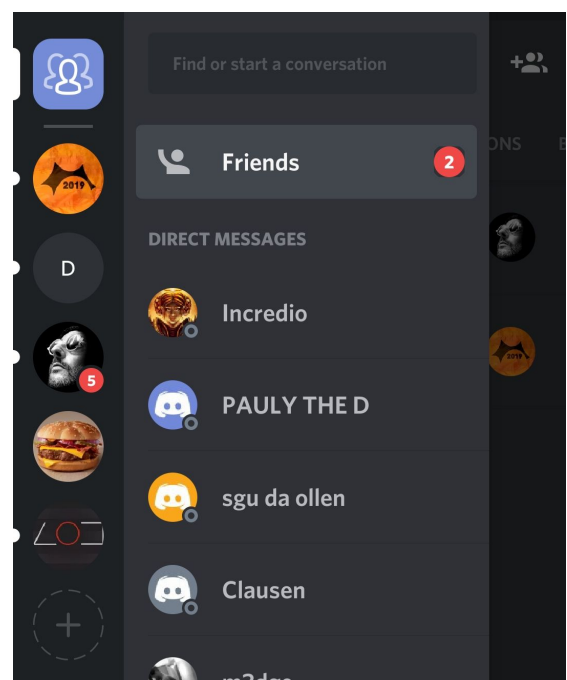 Find or start a conversation
2019
Friends
2
ONS
DIRECT MESSAGES
D
Incredio
5
2019
PAULY THE D
sgu da ollen
Clausen